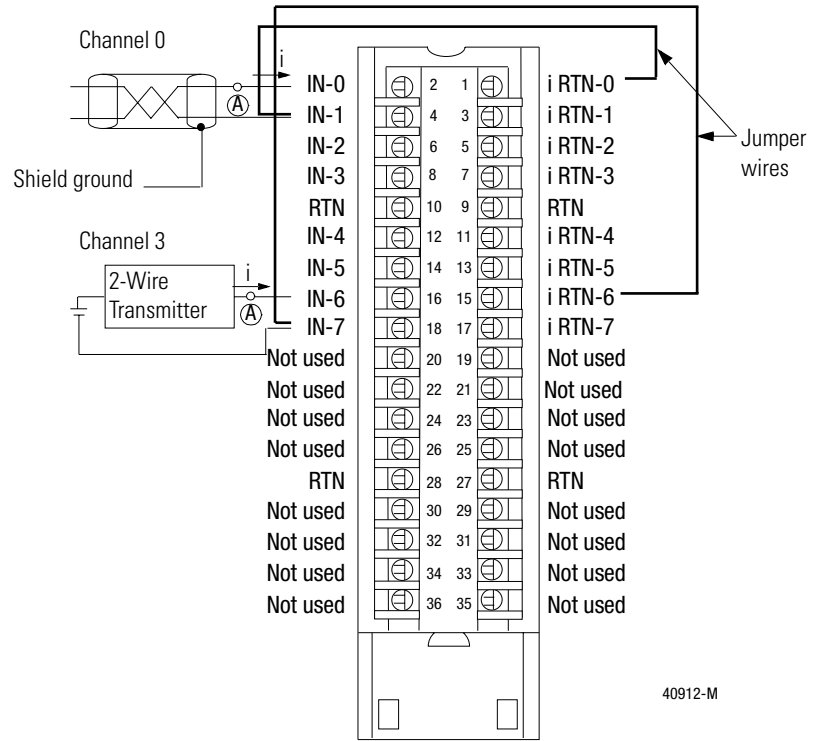 Channel 0
i
A
Shield ground
Channel 3
i
2-Wire
Transmitter
A
Jumper
wires
IN-0 2 1 i RTN-0
IN-1 4 3 i RTN-1
IN-2 6 5 i RTN-2
IN-3 8 7 i RTN-3
RTN 10 9 RTN
IN-4 12 11 i RTN-4
IN-5 14 13 i RTN-5
IN-6 16 15 i RTN-6
IN-7 18 17 i RTN-7
Not used 20 19 Not used
Not used 22 21 Not used
Not used 24 23 Not used
Not used 26 25 Not used
RTN 28 27 RTN
Not used 30 29 Not used
Not used 32 31 Not used
Not used 34 33 Not used
Not used 36 35 Not used
40912-M